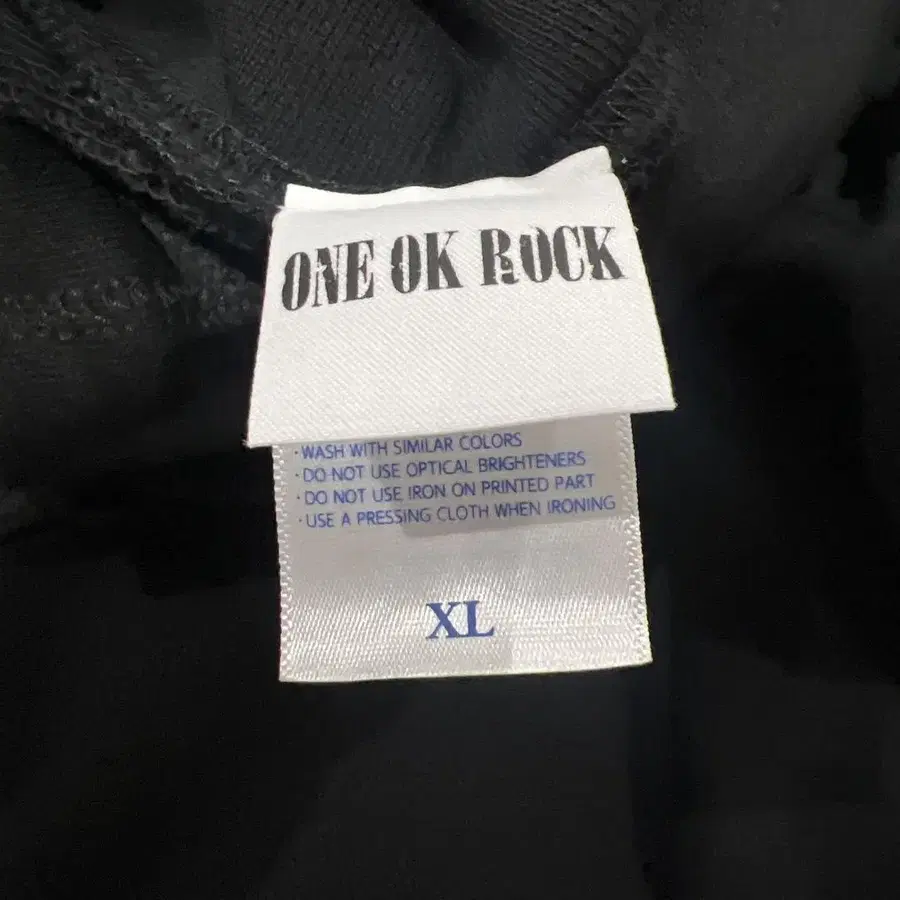 ONE OK ROCK
· WASH WITH SIMILAR COLORS
· DO NOT USE OPTICAL BRIGHTENERS
· DO NOT USE IRON ON PRINTED PART
· USE A PRESSING CLOTH WHEN IRONING
XL